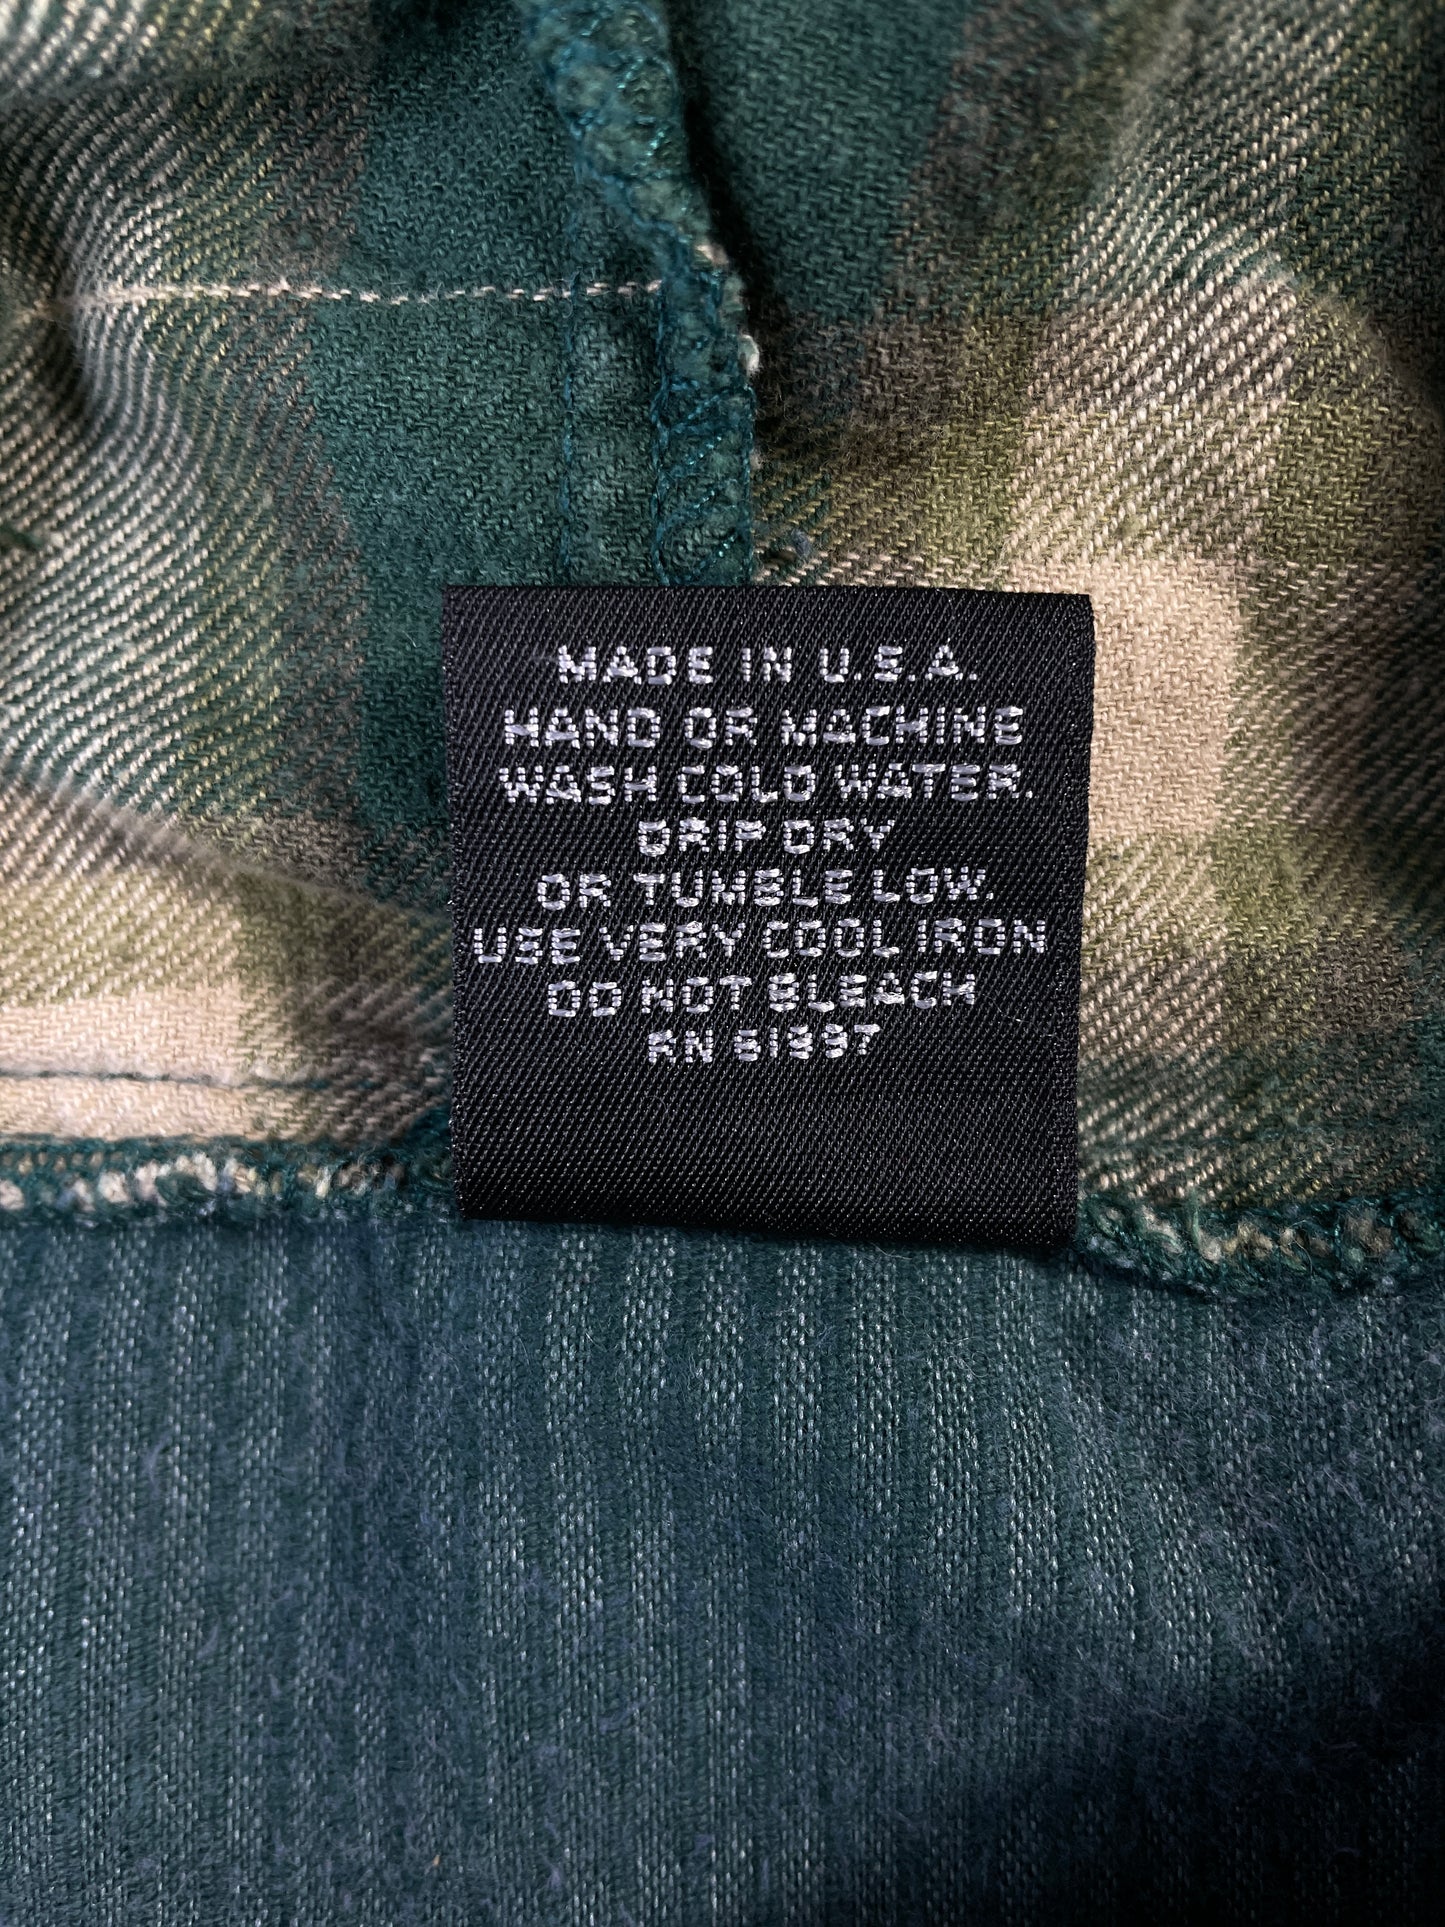 MADE IN U.S.A.
HAND OR MACHINE
WASH COLD WATER.
DRIP DRY
OR TUMBLE LOW.
USE VERY COOL IRON
DO NOT BLEACH
RN 61997